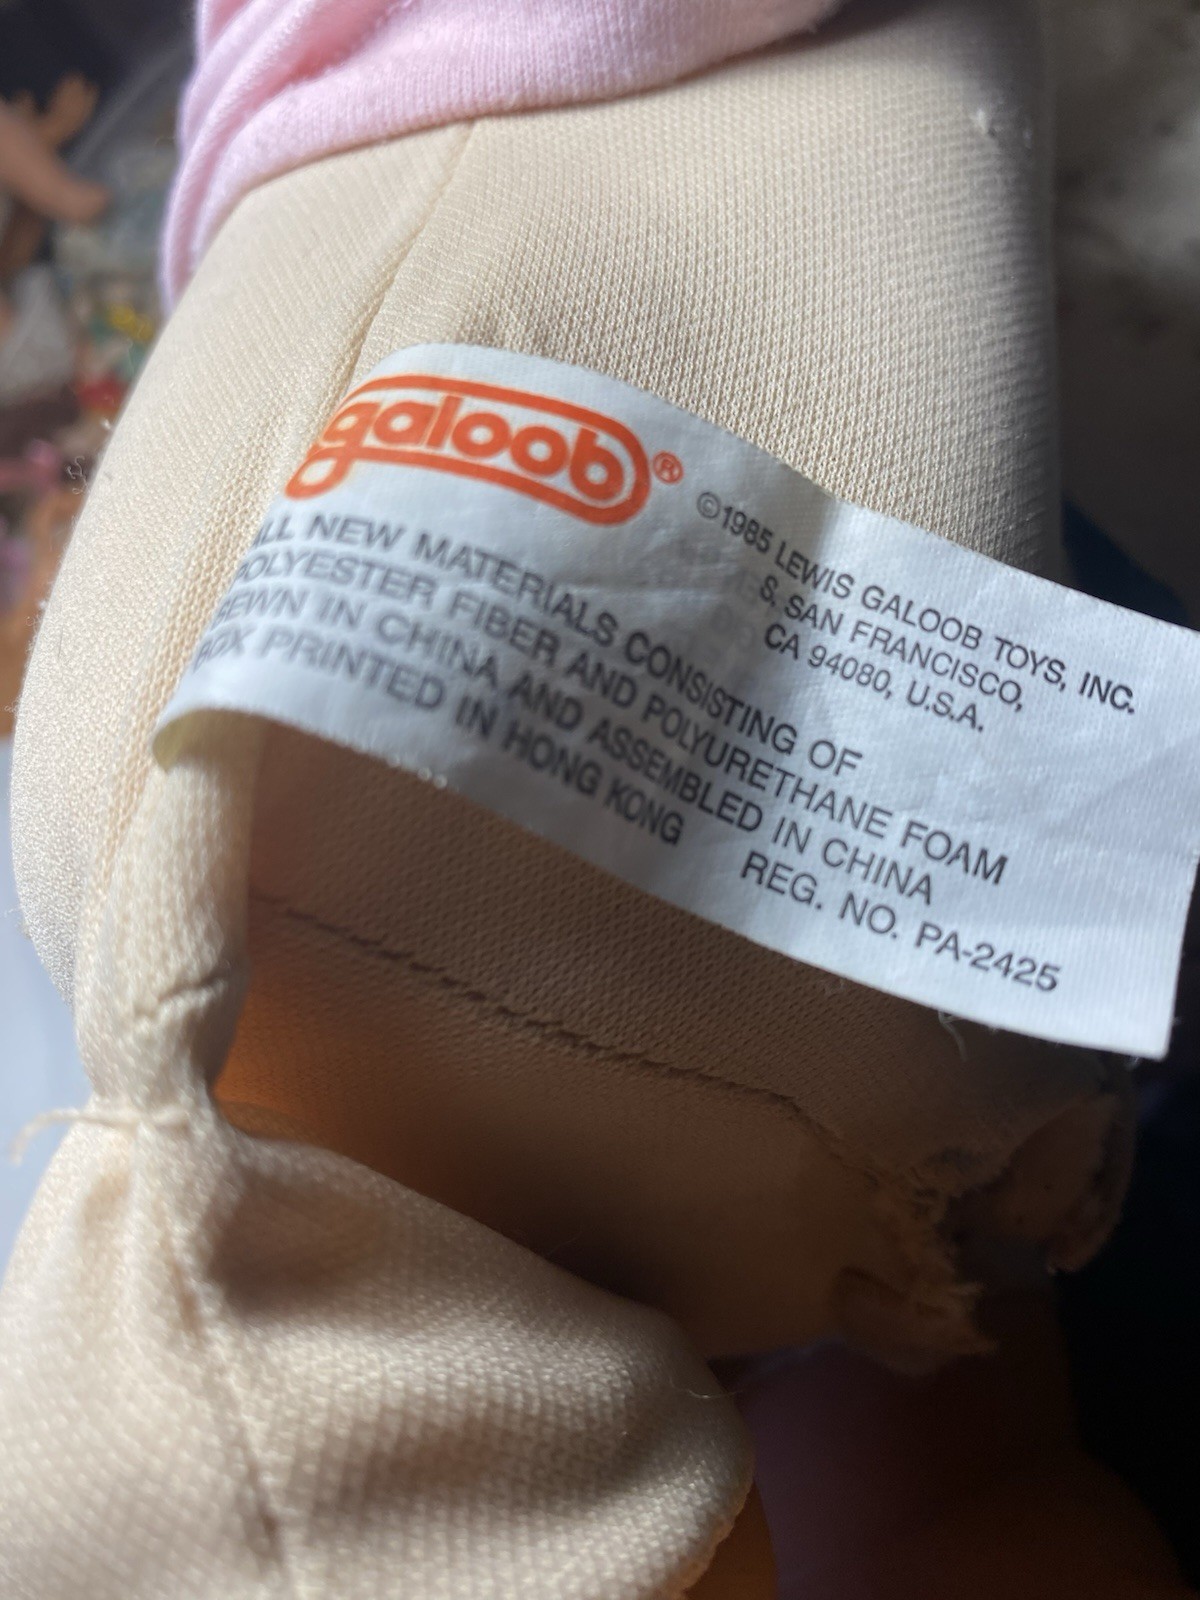 galoob®
©1985 LEWIS GALOOB TOYS, INC.
S. SAN FRANCISCO,
CA 94080, U.S.A.
ALL NEW MATERIALS CONSISTING OF
POLYESTER FIBER AND POLYURETHANE FOAM
SEWN IN CHINA AND ASSEMBLED IN CHINA
BOX PRINTED IN HONG KONG
REG. NO. PA-2425